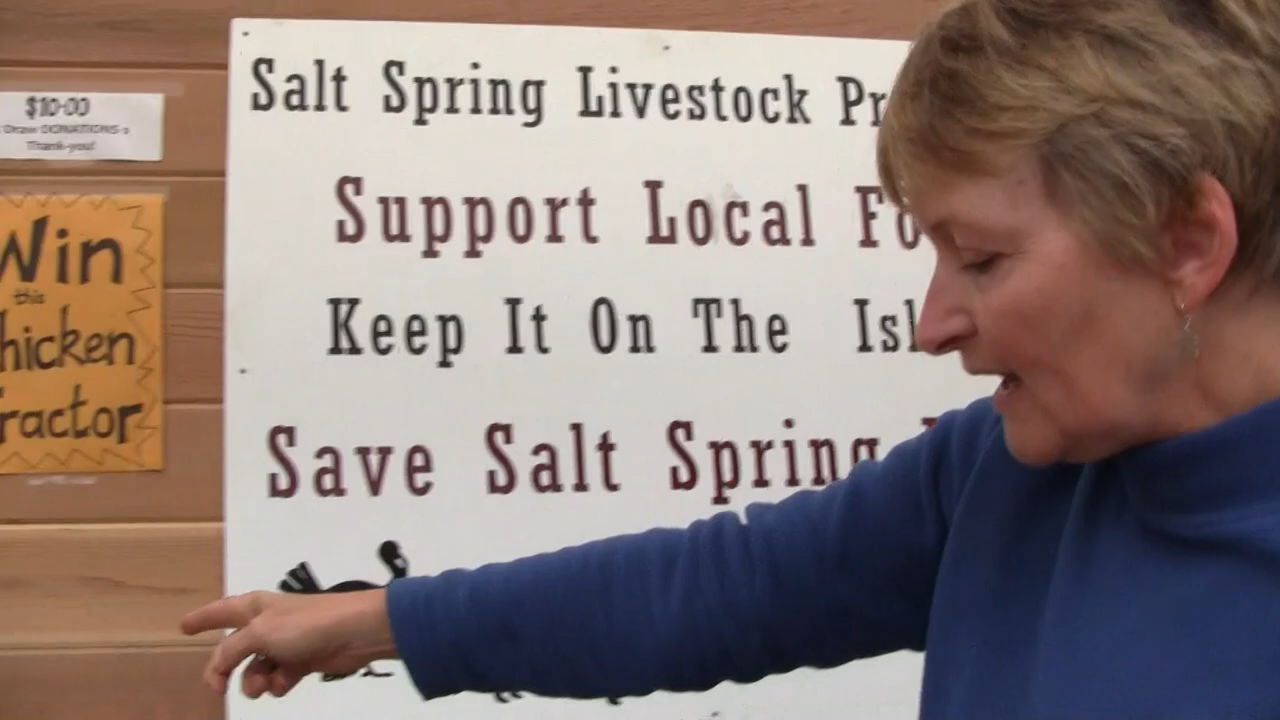 $10.00
Draw DONATIONS
Thank-you!
Win
this
hicken
ractor
Salt Spring Livestock Pr
Support Local Fo
Keep It On The Isl
Save Salt Spring